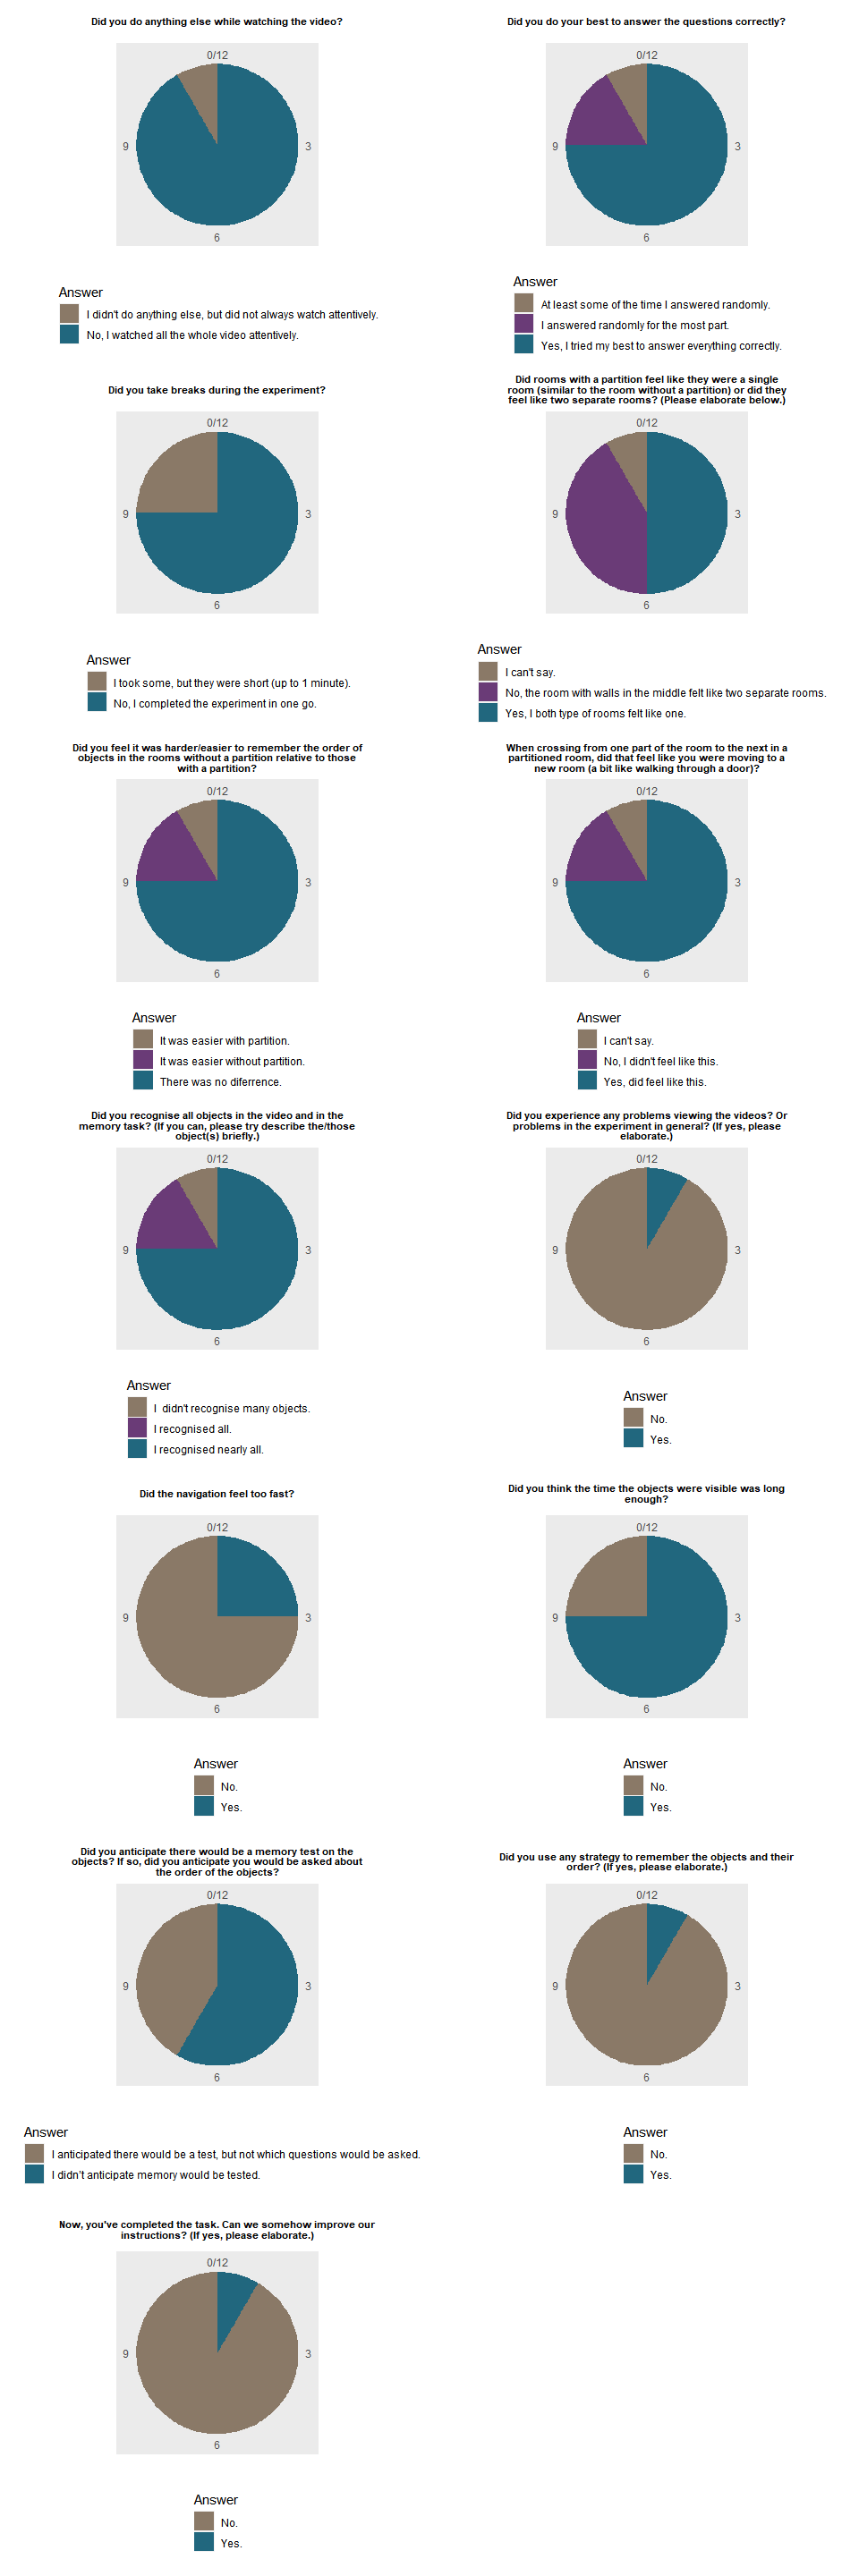 Did you do anything else while watching the video?
0/12
9
3
6
Answer
I didn't do anything else, but did not always watch attentively.
No, I watched all the whole video attentively.
Did you do your best to answer the questions correctly?
0/12
9
3
6
Answer
At least some of the time I answered randomly.
I answered randomly for the most part.
Yes, I tried my best to answer everything correctly.
Did you take breaks during the experiment?
0/12
9
3
6
Answer
I took some, but they were short (up to 1 minute).
No, I completed the experiment in one go.
Did rooms with a partition feel like they were a single
room (similar to the room without a partition) or did they
feel like two separate rooms? (Please elaborate below.)
0/12
9
3
6
Answer
I can't say.
No, the room with walls in the middle felt like two separate rooms.
Yes, I both type of rooms felt like one.
Did you feel it was harder/easier to remember the order of
objects in the rooms without a partition relative to those
with a partition?
0/12
9
3
6
Answer
It was easier with partition.
It was easier without partition.
There was no diferrence.
When crossing from one part of the room to the next in a
partitioned room, did that feel like you were moving to a
new room (a bit like walking through a door)?
0/12
9
3
6
Answer
I can't say.
No, I didn't feel like this.
Yes, did feel like this.
Did you recognise all objects in the video and in the
memory task? (If you can, please try describe the/those
object(s) briefly.)
0/12
9
3
6
Answer
I  didn't recognise many objects.
I recognised all.
I recognised nearly all.
Did you experience any problems viewing the videos? Or
problems in the experiment in general? (If yes, please
elaborate.)
0/12
9
3
6
Answer
No.
Yes.
Did the navigation feel too fast?
0/12
9
3
6
Answer
No.
Yes.
Did you think the time the objects were visible was long
enough?
0/12
9
3
6
Answer
No.
Yes.
Did you anticipate there would be a memory test on the
objects? If so, did you anticipate you would be asked about
the order of the objects?
0/12
9
3
6
Answer
I anticipated there would be a test, but not which questions would be asked.
I didn't anticipate memory would be tested.
Did you use any strategy to remember the objects and their
order? (If yes, please elaborate.)
0/12
9
3
6
Answer
No.
Yes.
Now, you've completed the task. Can we somehow improve our
instructions? (If yes, please elaborate.)
0/12
9
3
6
Answer
No.
Yes.